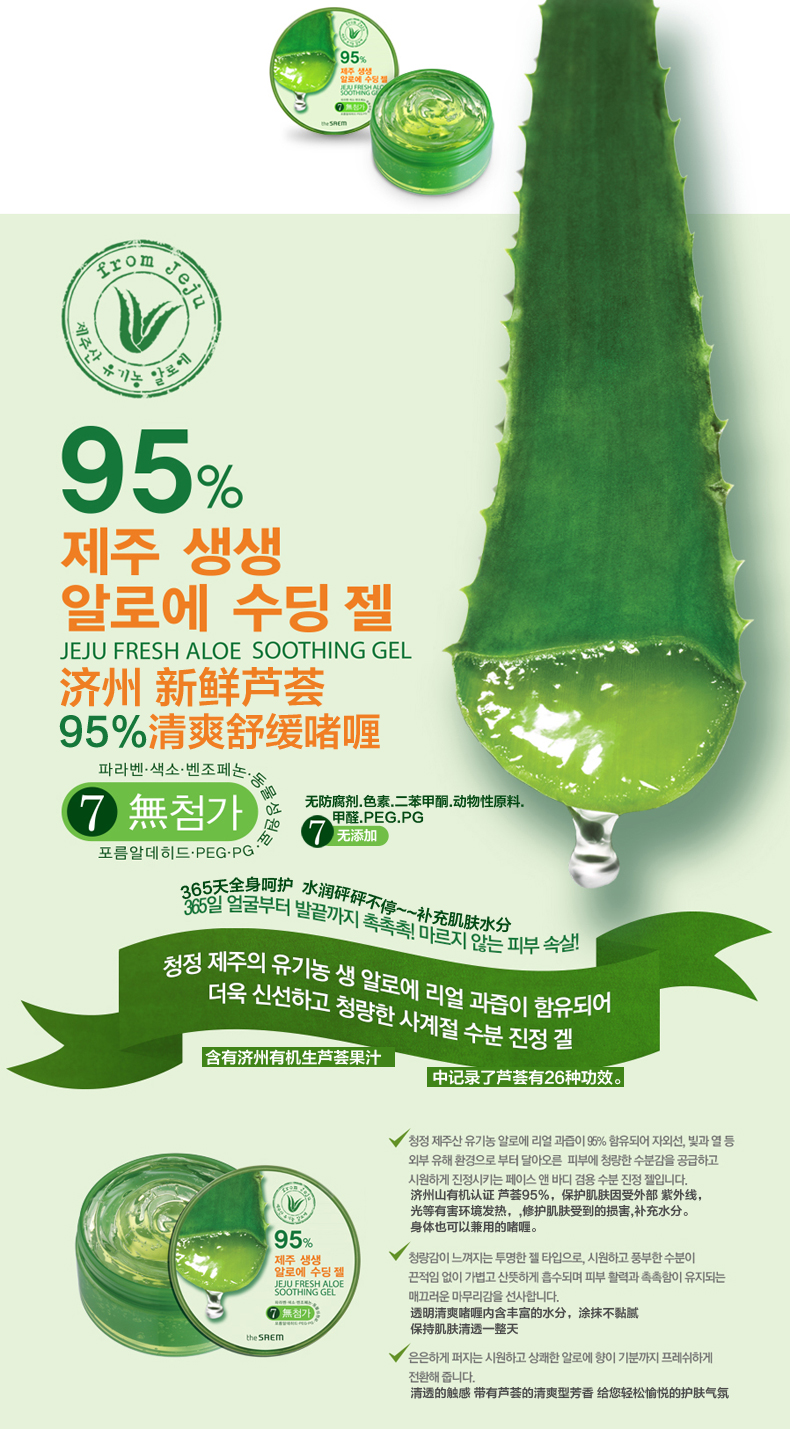 95%
제주 생생
알로에 수딩 젤
JEJU FRESH ALOE
SOOTHING GEL
7 無첨가
the SAEM
from Jeju
제주산 유기농 알로에
95%
제주 생생
알로에 수딩 젤
JEJU FRESH ALOE SOOTHING GEL
济州 新鲜芦荟
95%清爽舒缓啫喱
파라벤·색소·벤조페논·동물성원료·
7 無첨가
포름알데히드·PEG·PG
无防腐剂.色素.二苯甲酮.动物性原料.
甲醛.PEG.PG
7 无添加
365天全身呵护 水润砰砰不停~~补充肌肤水分
365일 얼굴부터 발끝까지 촉촉촉! 마르지 않는 피부 속살!
청정 제주의 유기농 생 알로에 리얼 과즙이 함유되어
더욱 신선하고 청량한 사계절 수분 진정 겔
含有济州有机生芦荟果汁
中记录了芦荟有26种功效。
청정 제주산 유기농 알로에 리얼 과즙이 95% 함유되어 자외선, 빛과 열 등
외부 유해 환경으로 부터 달아오른 피부에 청량한 수분감을 공급하고
시원하게 진정시키는 페이스 앤 바디 겸용 수분 진정 젤입니다.
济州山有机认证 芦荟95%，保护肌肤因受外部 紫外线，
光等有害环境发热，,修护肌肤受到的损害,补充水分。
身体也可以兼用的啫喱。
청량감이 느껴지는 투명한 젤 타입으로, 시원하고 풍부한 수분이
끈적임 없이 가볍고 산뜻하게 흡수되며 피부 활력과 촉촉함이 유지되는
매끄러운 마무리감을 선사합니다.
透明清爽啫喱内含丰富的水分，涂抹不黏腻
保持肌肤清透一整天
은은하게 퍼지는 시원하고 상쾌한 알로에 향이 기분까지 프레쉬하게
전환해 줍니다.
清透的触感 带有芦荟的清爽型芳香 给您轻松愉悦的护肤气氛
from Jeju
95%
제주 생생
알로에 수딩 젤
JEJU FRESH ALOE
SOOTHING GEL
7 無첨가
the SAEM